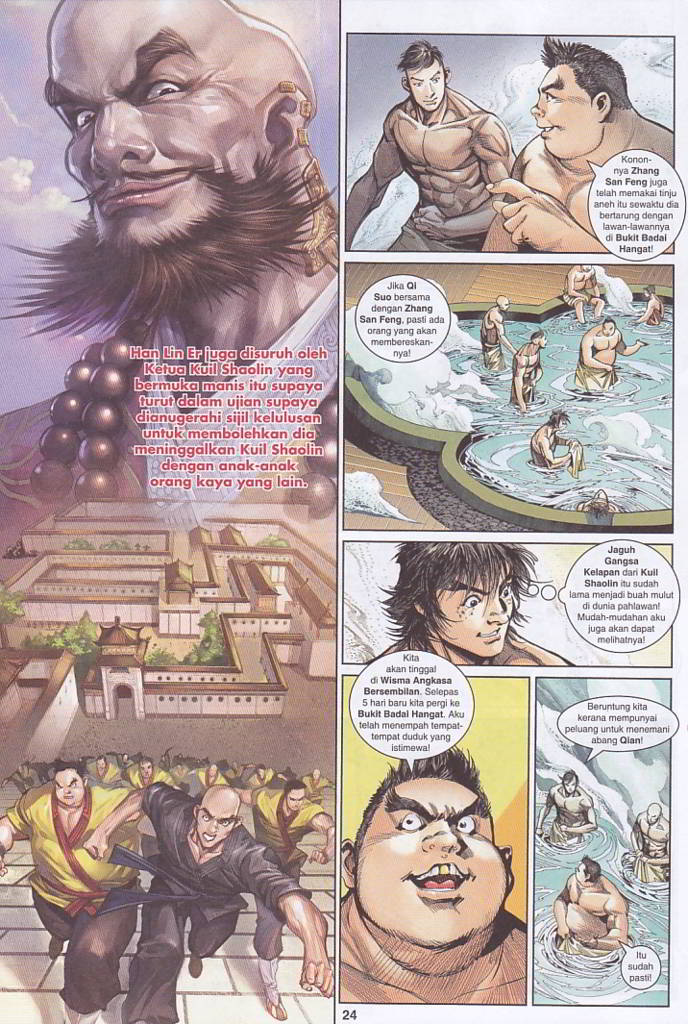 Han Lin Er juga disuruh oleh
Ketua Kuil Shaolin yang
bermuka manis itu supaya
turut dalam ujian supaya
dianugerahi sijil kelulusan
untuk membolehkan dia
meninggalkan Kuil Shaolin
dengan anak-anak
orang kaya yang lain.
Konon-
nya Zhang
San Feng juga
telah memakai tinju
aneh itu sewaktu dia
bertarung dengan
lawan-lawannya
di Bukit Badai
Hangat!
Jika Qi
Suo bersama
dengan Zhang
San Feng, pasti ada
orang yang akan
membereskan-
nya!
Jaguh
Gangsa
Kelapan dari Kuil
Shaolin itu sudah
lama menjadi buah mulut
di dunia pahlawan!
Mudah-mudahan aku
juga akan dapat
melihatnya!
Kita
akan tinggal
di Wisma Angkasa
Bersembilan. Selepas
5 hari baru kita pergi ke
Bukit Badai Hangat. Aku
telah menempah tempat-
tempat duduk yang
istimewa!
Beruntung kita
kerana mempunyai
peluang untuk menemani
abang Qian!
Itu
sudah
pasti!
24